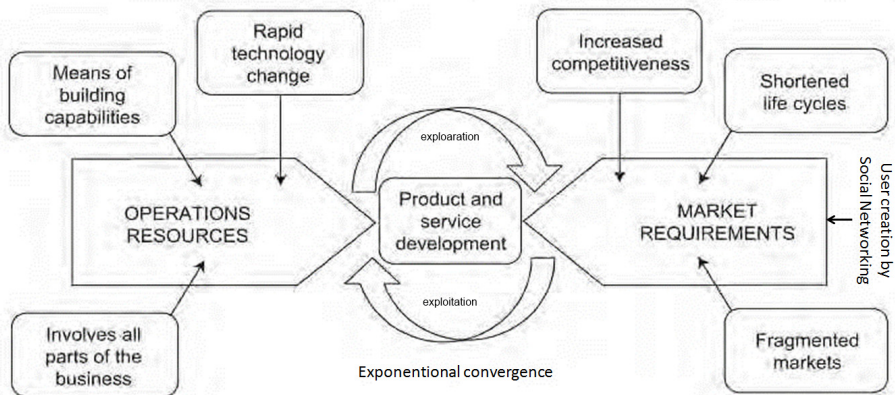 Means of
building
capabilities
Rapid
technology
change
Increased
competitiveness
Shortened
life cycles
exploaration
OPERATIONS
RESOURCES
Product and
service
development
MARKET
REQUIREMENTS
User creation by
Social Networking
exploitation
Involves all
parts of the
business
Fragmented
markets
Exponentional convergence